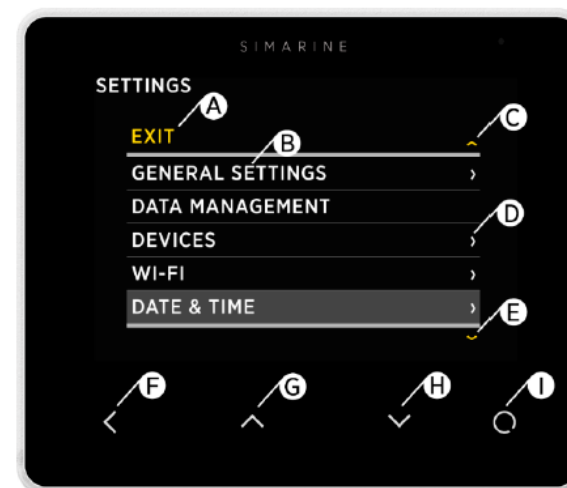 SIMARINE
SETTINGS
A
EXIT
C
B
GENERAL SETTINGS
DATA MANAGEMENT
D
DEVICES
WI-FI
DATE & TIME
E
F
G
H
I